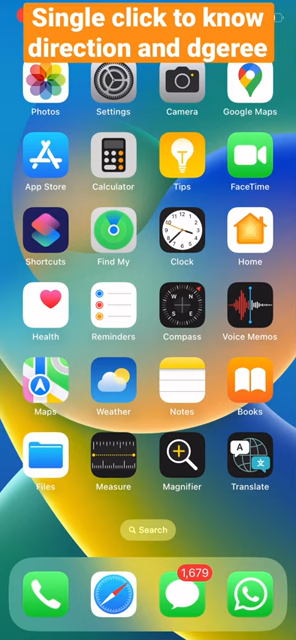 Single click to know
direction and dgeree
Photos Settings Camera Google Maps
App Store Calculator Tips FaceTime
Shortcuts Find My Clock Home
Health Reminders Compass Voice Memos
Maps Weather Notes Books
Files Measure Magnifier Translate
Search
1,679